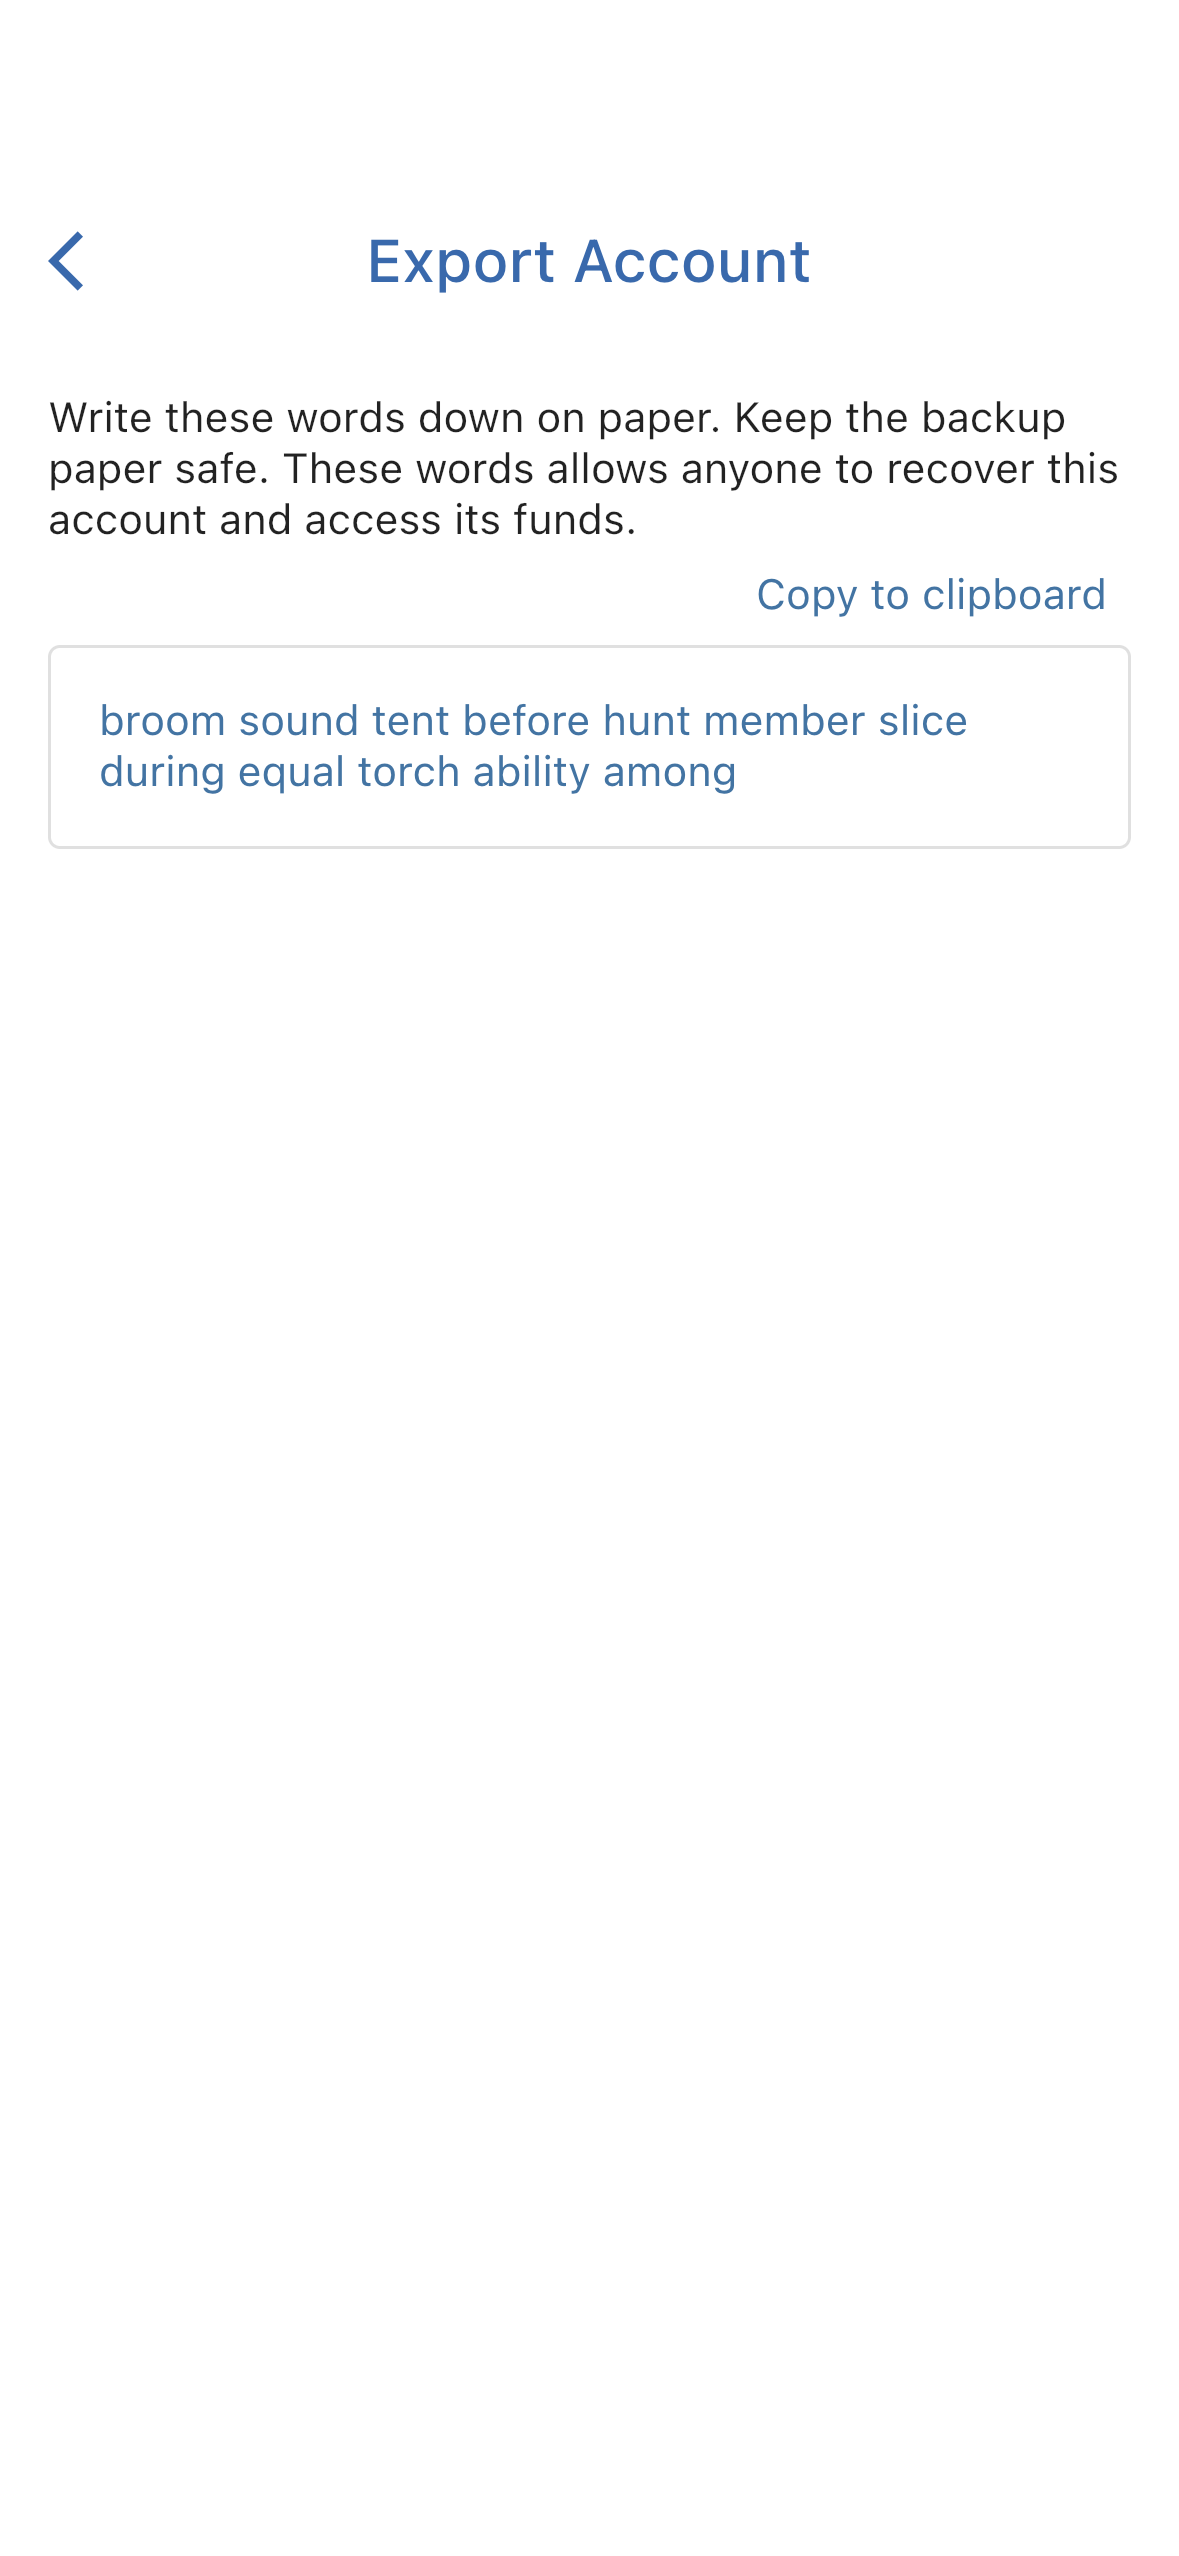 Export Account
Write these words down on paper. Keep the backup
paper safe. These words allows anyone to recover this
account and access its funds.
Copy to clipboard
broom sound tent before hunt member slice
during equal torch ability among